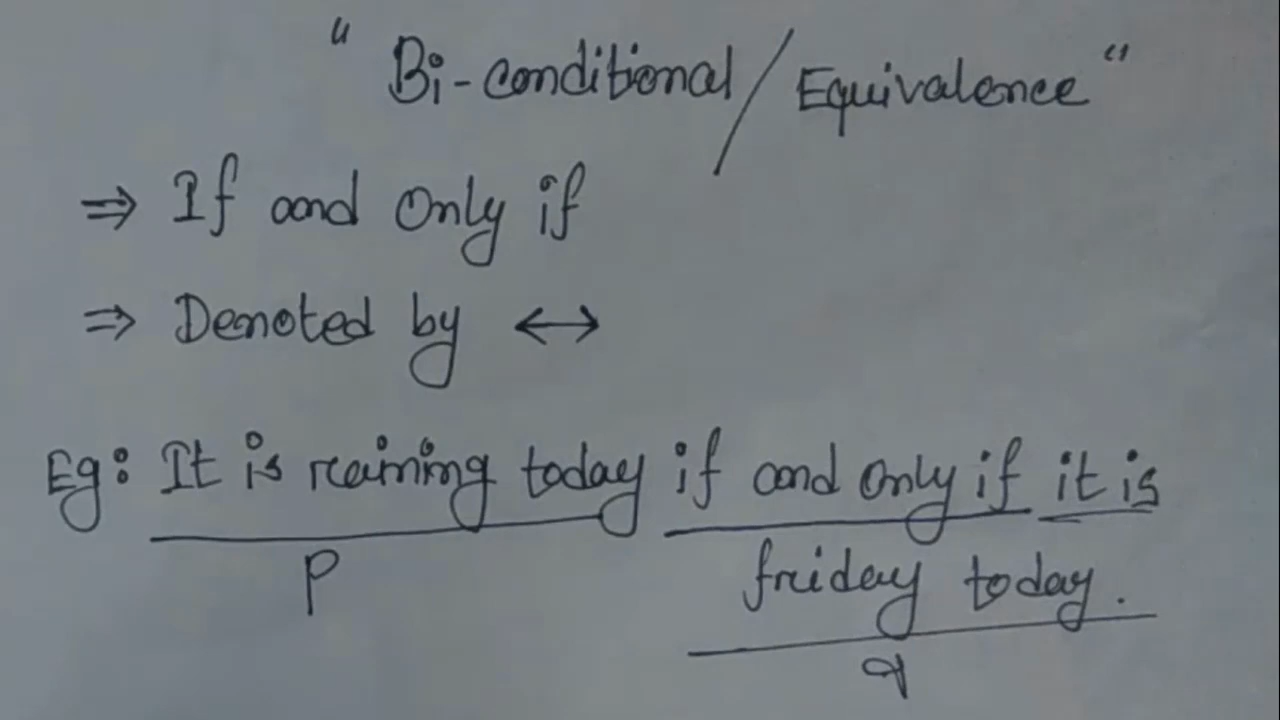 “ Bi-conditional / Equivalence “
⇒ If and Only if
⇒ Denoted by ↔
Eg: It is raining today if and only if it is
friday today.
P
q